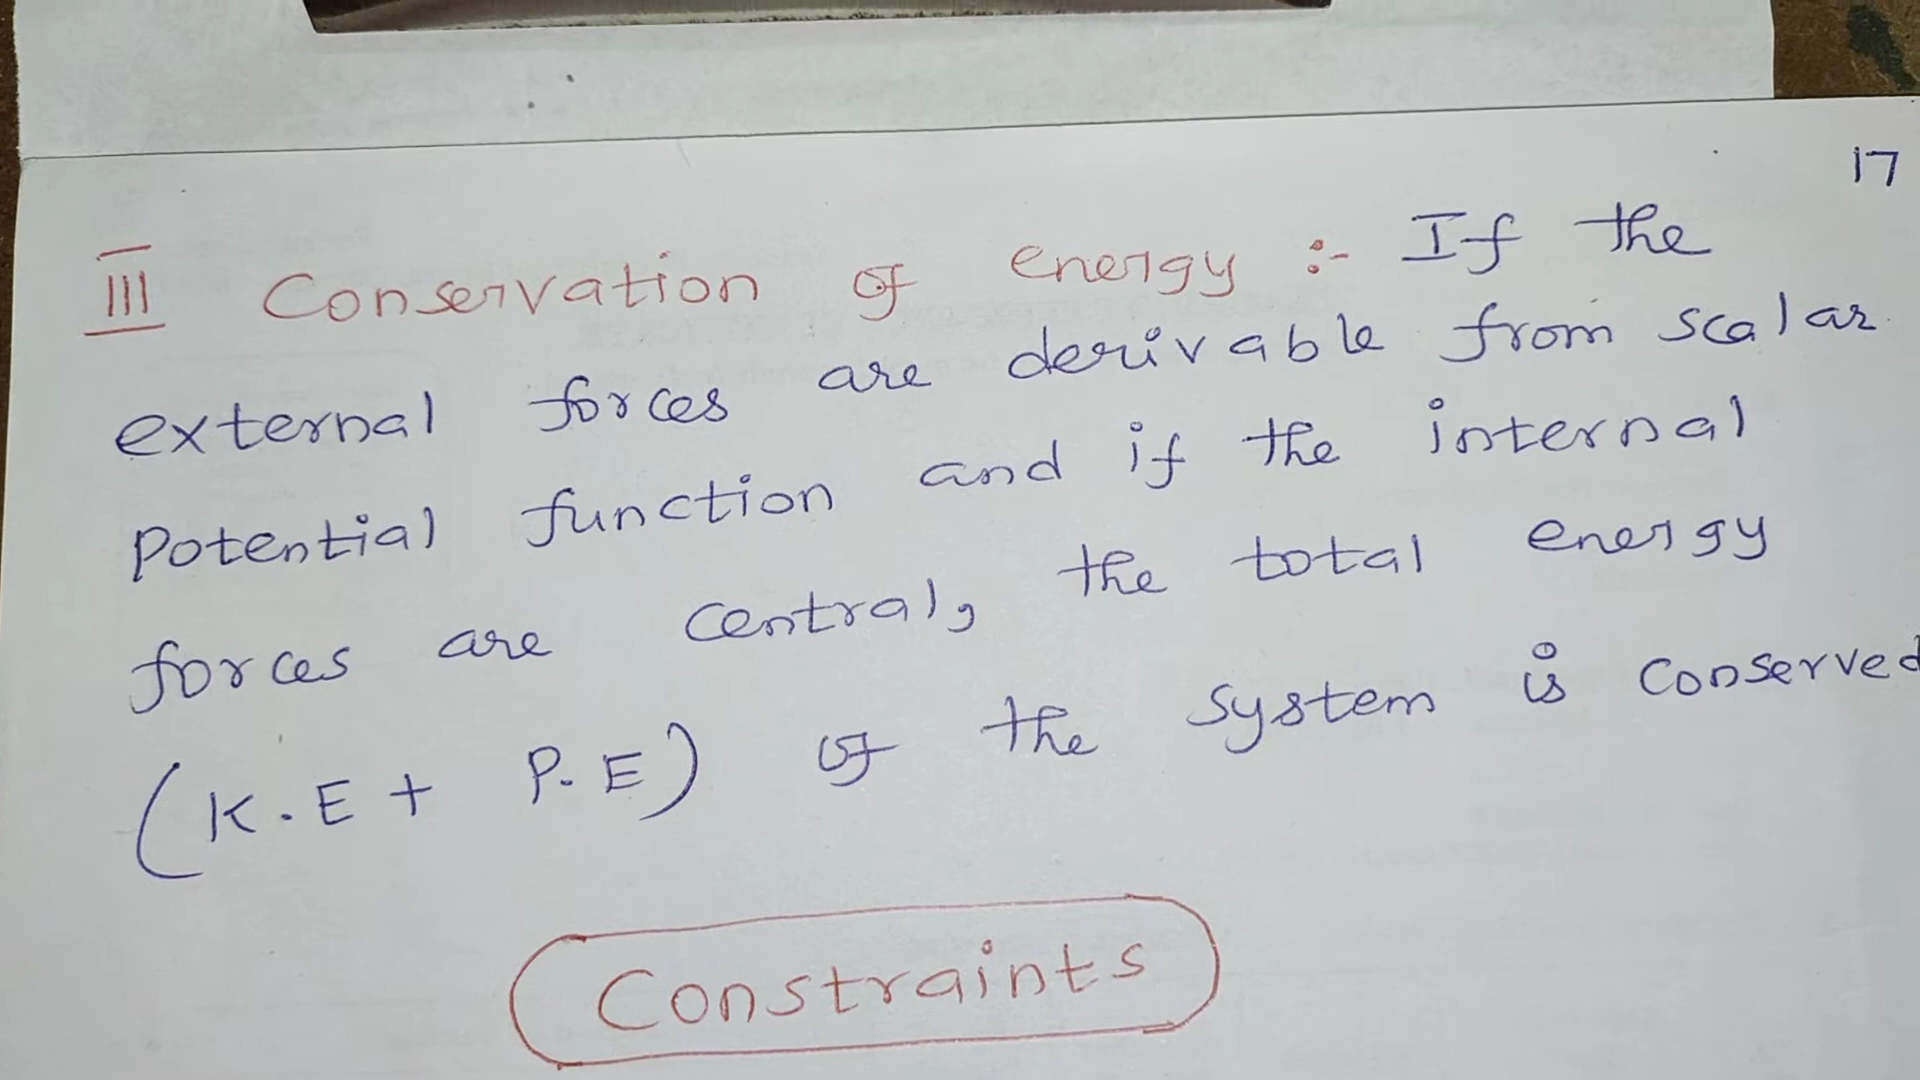 17
III Conservation of energy :- If the
external forces are derivable from scalar
Potential function and if the internal
forces are central, the total energy
(K.E + P.E) of the system is conserved
Constraints